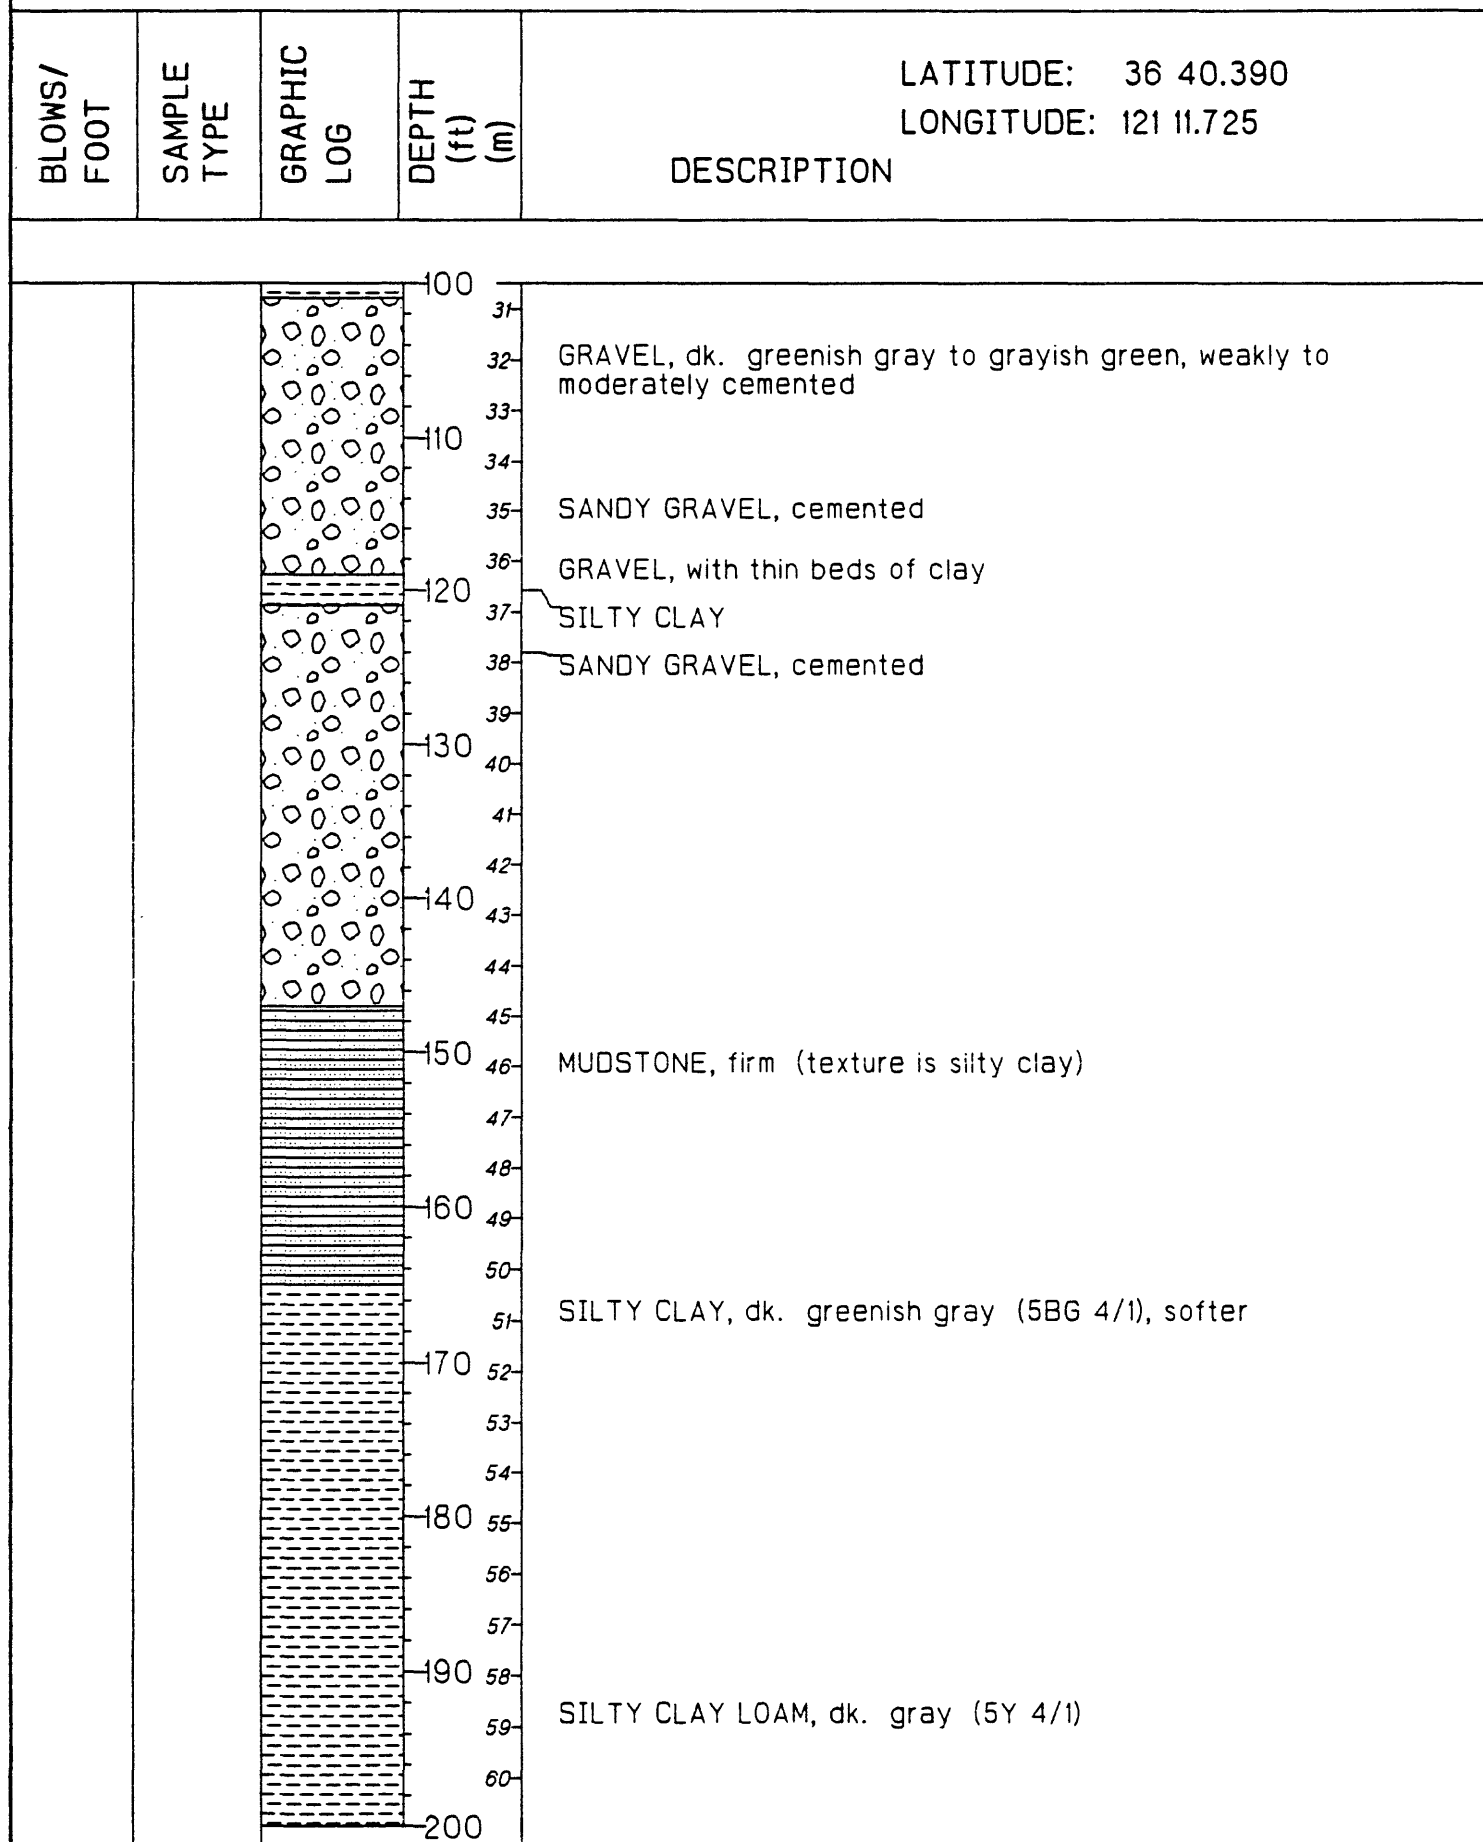 BLOWS/
FOOT
SAMPLE
TYPE
GRAPHIC
LOG
DEPTH
(ft)
(m)
LATITUDE: 36 40.390
LONGITUDE: 121 11.725
DESCRIPTION
100
31
32
GRAVEL, dk. greenish gray to grayish green, weakly to
moderately cemented
33
110
34
35
SANDY GRAVEL, cemented
36
GRAVEL, with thin beds of clay
120
37
SILTY CLAY
38
SANDY GRAVEL, cemented
39
130
40
41
42
140
43
44
45
150
46
MUDSTONE, firm (texture is silty clay)
47
48
160
49
50
51
SILTY CLAY, dk. greenish gray (5BG 4/1), softer
170
52
53
54
180
55
56
57
190
58
59
SILTY CLAY LOAM, dk. gray (5Y 4/1)
60
200